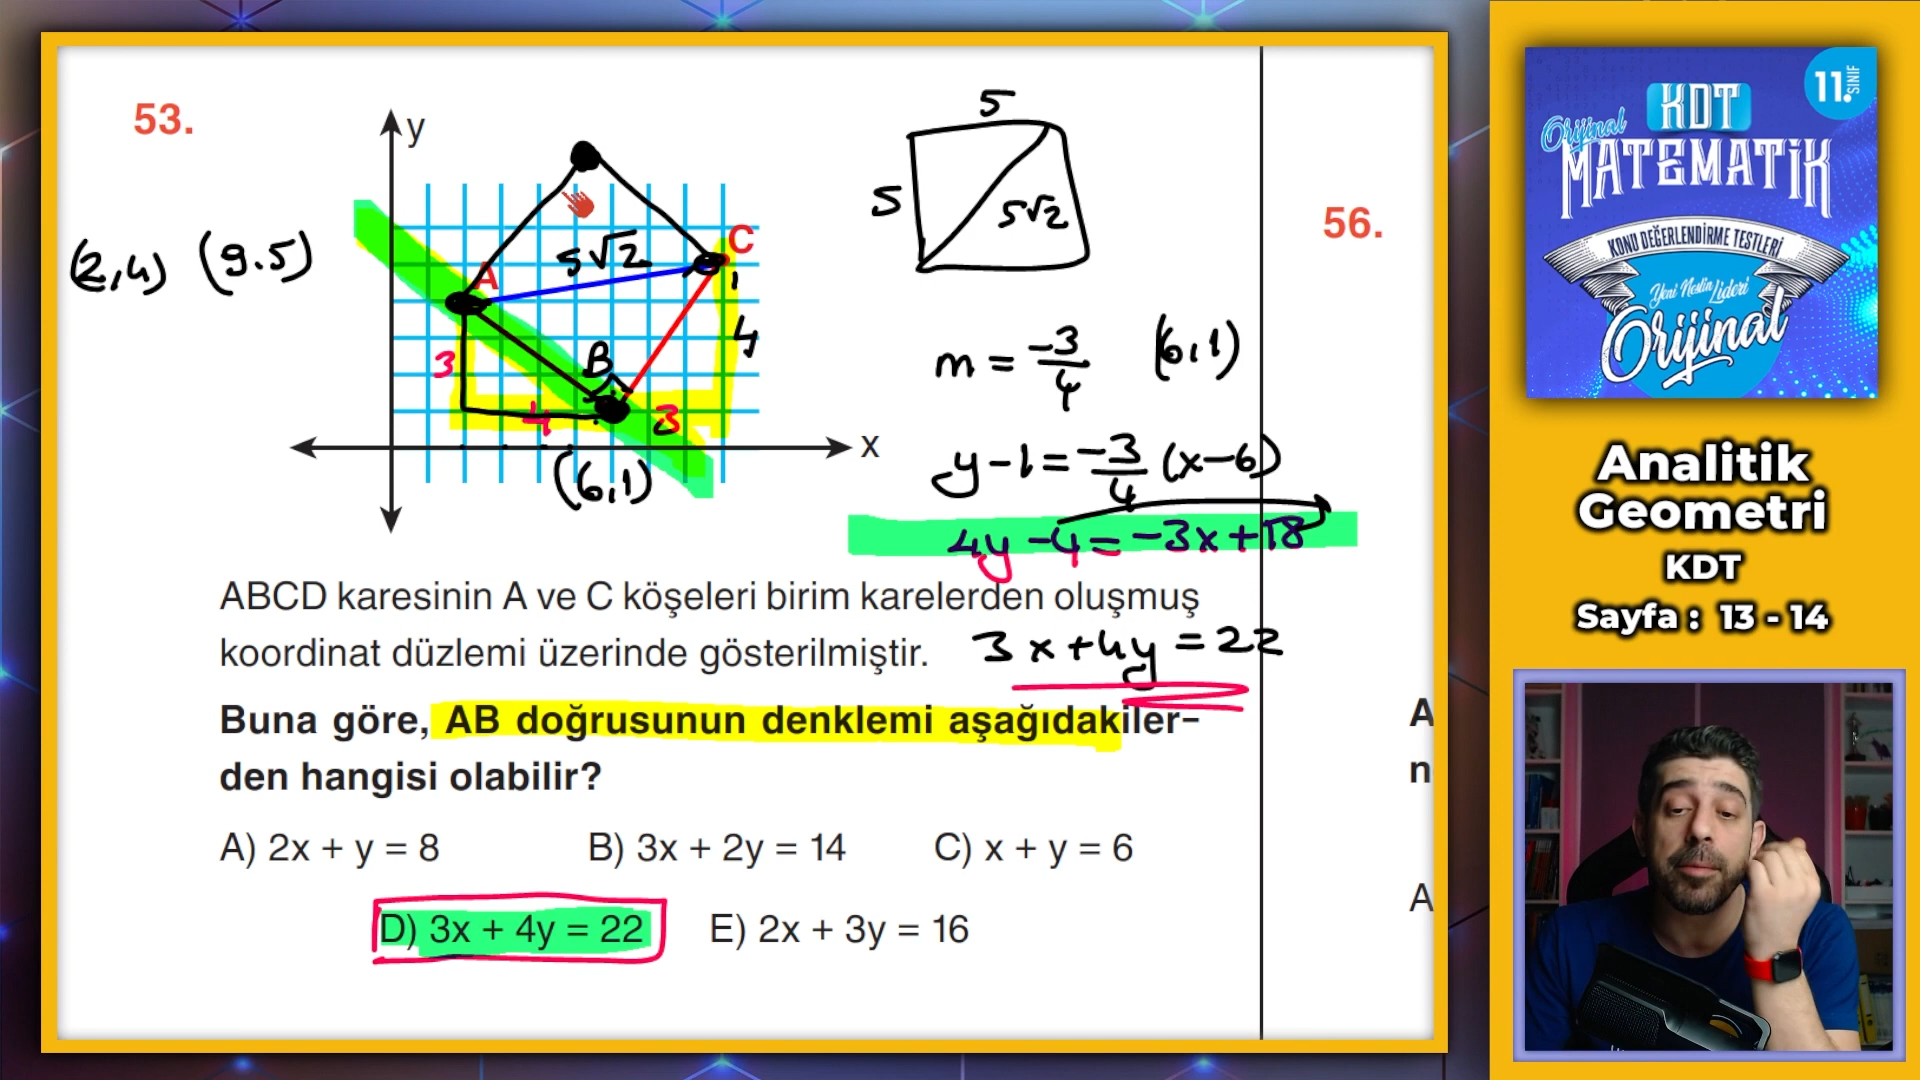 53.
y
x
A
B
C
5√2
(2,4) (9.5)
3
4
3
4
1
(6,1)
5
5
5√2
m = -3/4 (6,1)
y-1 = -3/4 (x-6)
4y -4 = -3x+18
3x+4y = 22
ABCD karesinin A ve C köşeleri birim karelerden oluşmuş
koordinat düzlemi üzerinde gösterilmiştir.
Buna göre, AB doğrusunun denklemi aşağıdakiler-
den hangisi olabilir?
A) 2x + y = 8 B) 3x + 2y = 14 C) x + y = 6
D) 3x + 4y = 22 E) 2x + 3y = 16
56.
A
n
A
11. SINIF
Orijinal
KDT
MATEMATİK
KONU DEĞERLENDİRME TESTLERİ
Yeni Neslin Lideri
Orijinal
Analitik
Geometri
KDT
Sayfa : 13 - 14